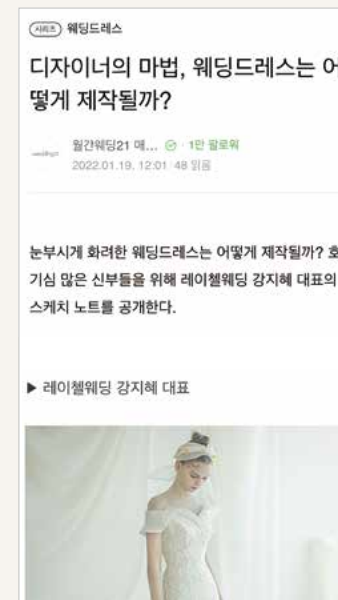 시리즈 웨딩드레스
디자이너의 마법, 웨딩드레스는 어
떻게 제작될까?
월간웨딩21 매... · 1만 팔로워
2022.01.19. 12:01 · 48 읽음
눈부시게 화려한 웨딩드레스는 어떻게 제작될까? 호
기심 많은 신부들을 위해 레이첼웨딩 강지혜 대표의
스케치 노트를 공개한다.
▶ 레이첼웨딩 강지혜 대표